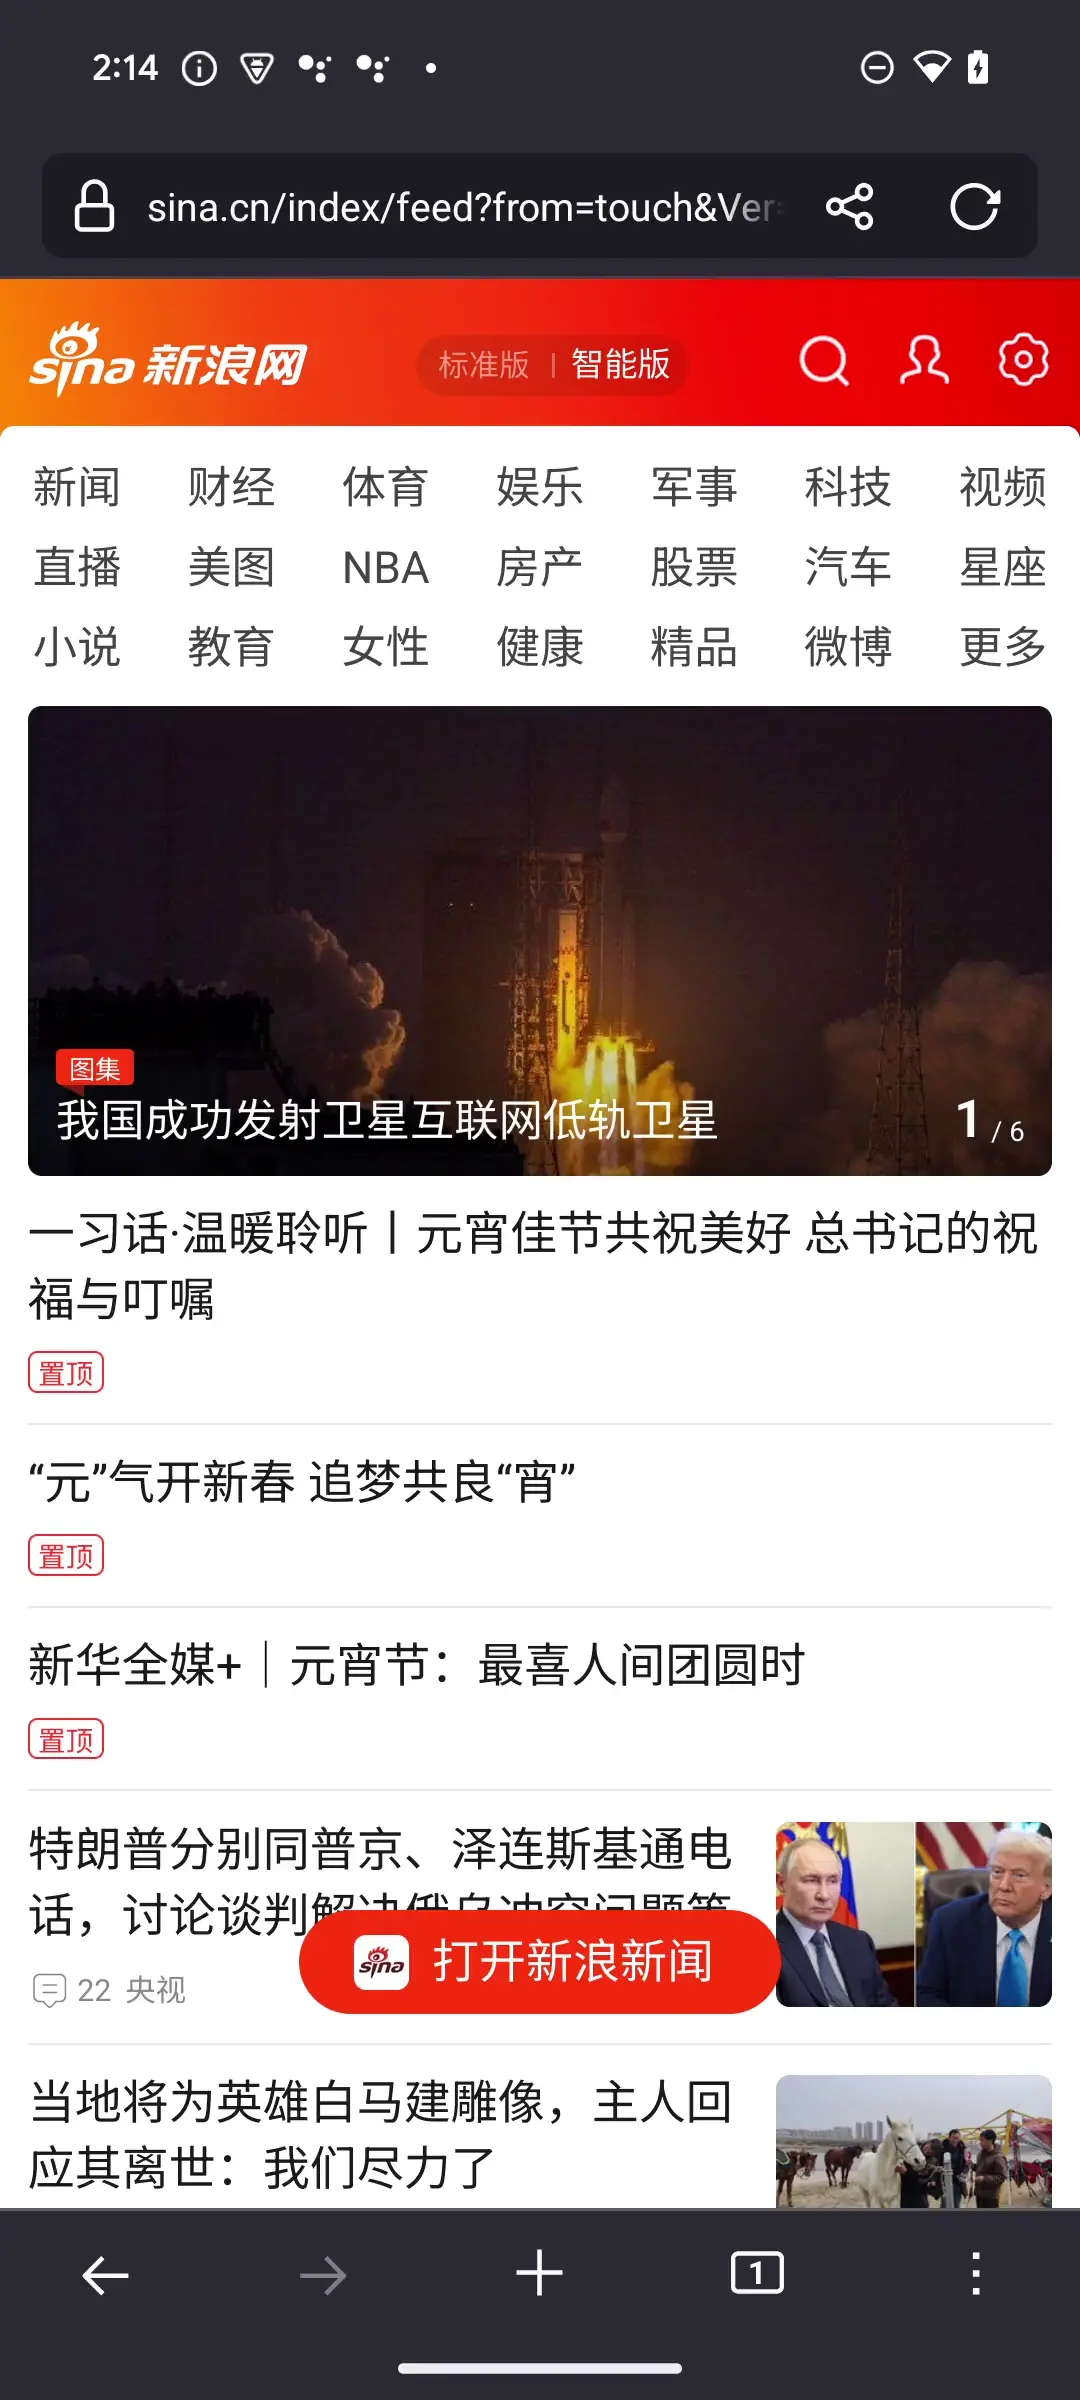 2:14
sina.cn/index/feed?from=touch&Ver=
sina 新浪网
标准版 | 智能版
新闻 财经 体育 娱乐 军事 科技 视频
直播 美图 NBA 房产 股票 汽车 星座
小说 教育 女性 健康 精品 微博 更多
图集
我国成功发射卫星互联网低轨卫星
1 / 6
一习话·温暖聆听丨元宵佳节共祝美好 总书记的祝
福与叮嘱
置顶
“元”气开新春 追梦共良“宵”
置顶
新华全媒+｜元宵节：最喜人间团圆时
置顶
特朗普分别同普京、泽连斯基通电
话，讨论谈判解决俄乌冲突问题等
22 央视
sina 打开新浪新闻
当地将为英雄白马建雕像，主人回
应其离世：我们尽力了
1